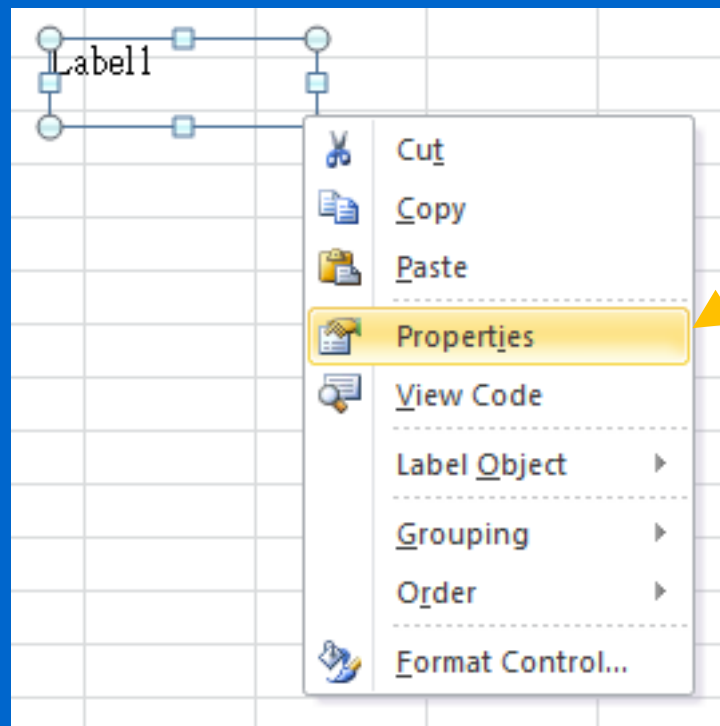 Label1
Cut
Copy
Paste
Properties
View Code
Label Object
Grouping
Order
Format Control...